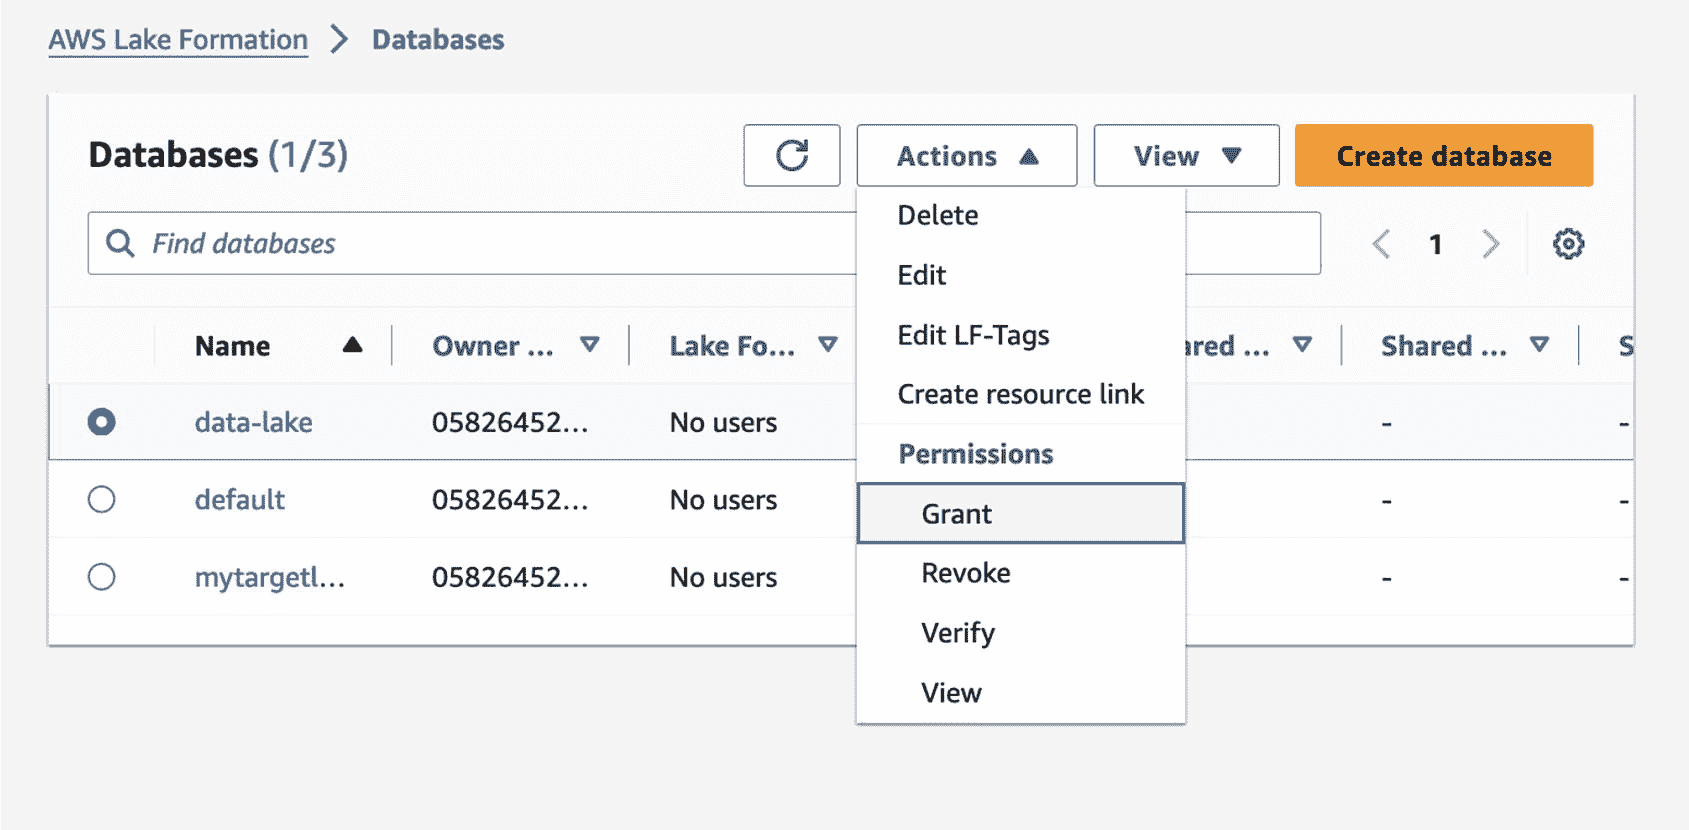 AWS Lake Formation > Databases
Databases (1/3)
Actions
View
Create database
Find databases
1
Delete
Edit
Edit LF-Tags
Create resource link
Permissions
Grant
Revoke
Verify
View
Name Owner ... Lake Fo... ared ... Shared ... S
data-lake 05826452... No users - -
default 05826452... No users - -
mytargetl... 05826452... No users - -